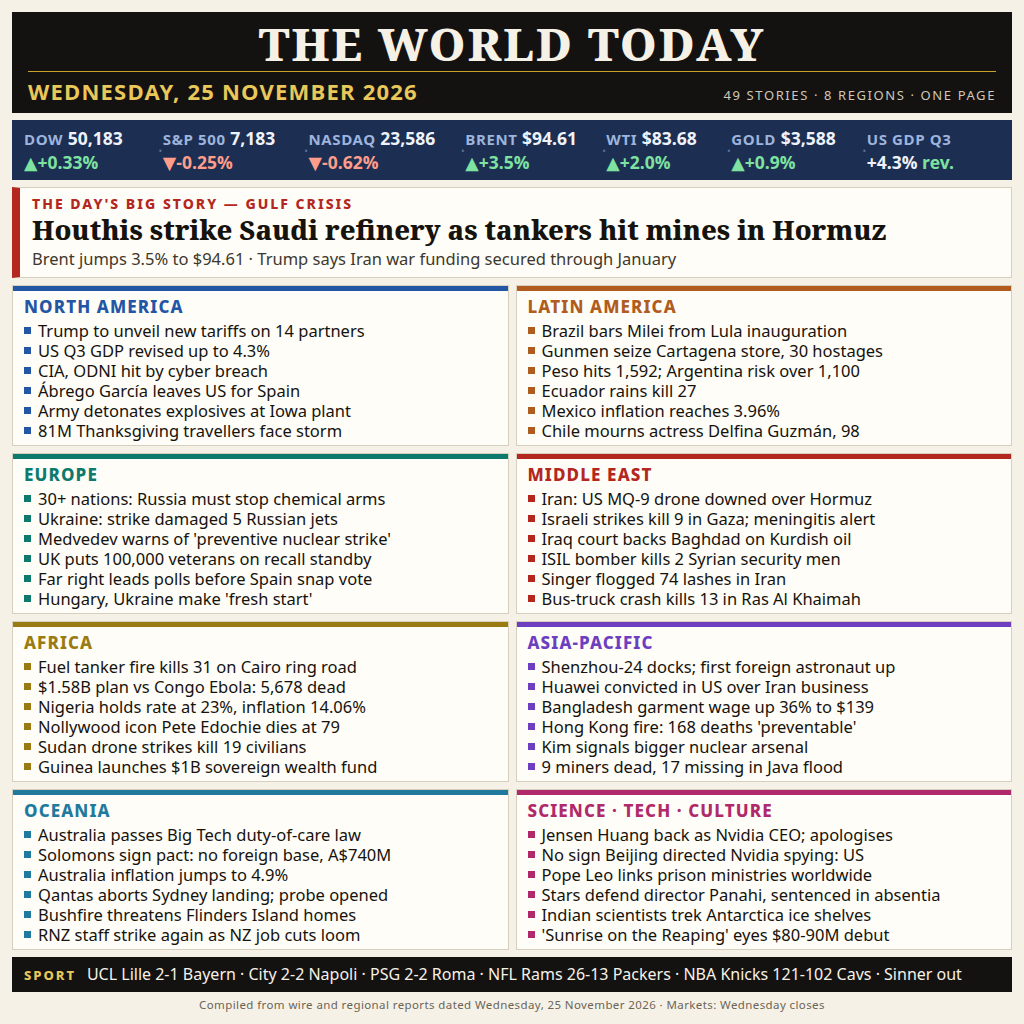 THE WORLD TODAY
WEDNESDAY, 25 NOVEMBER 2026
49 STORIES · 8 REGIONS · ONE PAGE
DOW 50,183 ▲+0.33%
S&P 500 7,183 ▼-0.25%
NASDAQ 23,586 ▼-0.62%
BRENT $94.61 ▲+3.5%
WTI $83.68 ▲+2.0%
GOLD $3,588 ▲+0.9%
US GDP Q3 +4.3% rev.
THE DAY'S BIG STORY — GULF CRISIS
Houthis strike Saudi refinery as tankers hit mines in Hormuz
Brent jumps 3.5% to $94.61 · Trump says Iran war funding secured through January
NORTH AMERICA
Trump to unveil new tariffs on 14 partners
US Q3 GDP revised up to 4.3%
CIA, ODNI hit by cyber breach
Ábrego García leaves US for Spain
Army detonates explosives at Iowa plant
81M Thanksgiving travellers face storm
LATIN AMERICA
Brazil bars Milei from Lula inauguration
Gunmen seize Cartagena store, 30 hostages
Peso hits 1,592; Argentina risk over 1,100
Ecuador rains kill 27
Mexico inflation reaches 3.96%
Chile mourns actress Delfina Guzmán, 98
EUROPE
30+ nations: Russia must stop chemical arms
Ukraine: strike damaged 5 Russian jets
Medvedev warns of 'preventive nuclear strike'
UK puts 100,000 veterans on recall standby
Far right leads polls before Spain snap vote
Hungary, Ukraine make 'fresh start'
MIDDLE EAST
Iran: US MQ-9 drone downed over Hormuz
Israeli strikes kill 9 in Gaza; meningitis alert
Iraq court backs Baghdad on Kurdish oil
ISIL bomber kills 2 Syrian security men
Singer flogged 74 lashes in Iran
Bus-truck crash kills 13 in Ras Al Khaimah
AFRICA
Fuel tanker fire kills 31 on Cairo ring road
$1.58B plan vs Congo Ebola: 5,678 dead
Nigeria holds rate at 23%, inflation 14.06%
Nollywood icon Pete Edochie dies at 79
Sudan drone strikes kill 19 civilians
Guinea launches $1B sovereign wealth fund
ASIA-PACIFIC
Shenzhou-24 docks; first foreign astronaut up
Huawei convicted in US over Iran business
Bangladesh garment wage up 36% to $139
Hong Kong fire: 168 deaths 'preventable'
Kim signals bigger nuclear arsenal
9 miners dead, 17 missing in Java flood
OCEANIA
Australia passes Big Tech duty-of-care law
Solomons sign pact: no foreign base, A$740M
Australia inflation jumps to 4.9%
Qantas aborts Sydney landing; probe opened
Bushfire threatens Flinders Island homes
RNZ staff strike again as NZ job cuts loom
SCIENCE · TECH · CULTURE
Jensen Huang back as Nvidia CEO; apologises
No sign Beijing directed Nvidia spying: US
Pope Leo links prison ministries worldwide
Stars defend director Panahi, sentenced in absentia
Indian scientists trek Antarctica ice shelves
'Sunrise on the Reaping' eyes $80-90M debut
SPORT UCL Lille 2-1 Bayern · City 2-2 Napoli · PSG 2-2 Roma · NFL Rams 26-13 Packers · NBA Knicks 121-102 Cavs · Sinner out
Compiled from wire and regional reports dated Wednesday, 25 November 2026 · Markets: Wednesday closes